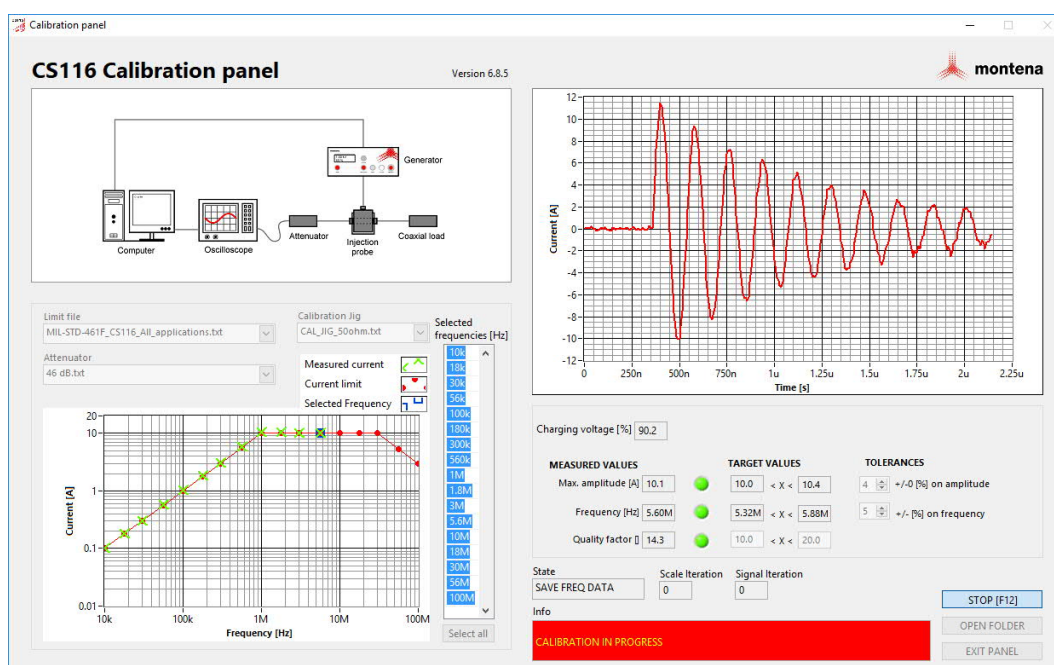 Calibration panel
CS116 Calibration panel
Version 6.8.5
montena
Generator
Computer
Oscilloscope
Attenuator
Injection
probe
Coaxial load
Limit file
MIL-STD-461F_CS116_All_applications.txt
Calibration Jig
CAL_JIG_50ohm.txt
Attenuator
46 dB.txt
Measured current
Current limit
Selected Frequency
Selected
frequencies [Hz]
10k
18k
30k
56k
100k
180k
300k
560k
1M
1.8M
3M
5.6M
10M
18M
30M
56M
100M
Select all
Current [A]
20
10
1
0.1
0.01
10k 100k 1M 10M 100M
Frequency [Hz]
Current [A]
12
10
8
6
4
2
0
-2
-4
-6
-8
-10
-12
0 250n 500n 750n 1u 1.25u 1.5u 1.75u 2u 2.25u
Time [s]
Charging voltage [%] 90.2
MEASURED VALUES TARGET VALUES TOLERANCES
Max. amplitude [A] 10.1 10.0 < X < 10.4 4 +/-0 [%] on amplitude
Frequency [Hz] 5.60M 5.32M < X < 5.88M 5 +/- [%] on frequency
Quality factor [] 14.3 10.0 < X < 20.0
State Scale Iteration Signal Iteration
SAVE FREQ DATA 0 0
Info
CALIBRATION IN PROGRESS
STOP [F12]
OPEN FOLDER
EXIT PANEL